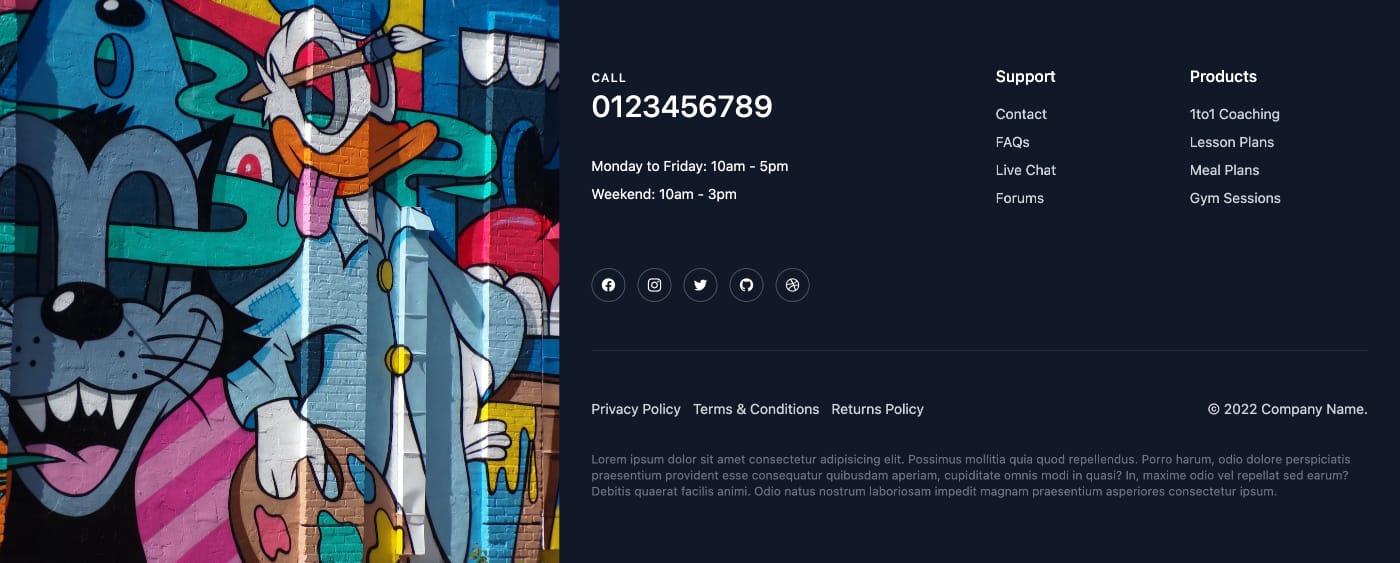 CALL
0123456789
Monday to Friday: 10am - 5pm
Weekend: 10am - 3pm
Support
Contact
FAQs
Live Chat
Forums
Products
1to1 Coaching
Lesson Plans
Meal Plans
Gym Sessions
Privacy Policy Terms & Conditions Returns Policy
© 2022 Company Name.
Lorem ipsum dolor sit amet consectetur adipisicing elit. Possimus mollitia quia quod repellendus. Porro harum, odio dolore perspiciatis
praesentium provident esse consequatur quibusdam aperiam, cupiditate omnis modi in quasi? In, maxime odio vel repellat sed earum?
Debitis quaerat facilis animi. Odio natus nostrum laboriosam impedit magnam praesentium asperiores consectetur ipsum.